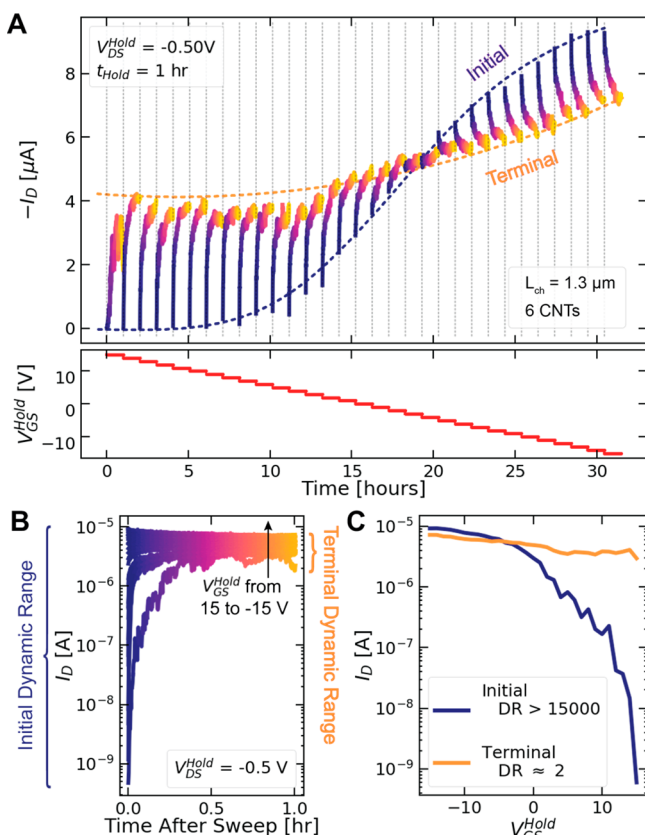 A
V_DS^Hold = -0.50V
t_Hold = 1 hr
Initial
Terminal
L_ch = 1.3 μm
6 CNTs
-I_D [μA]
8
6
4
2
0
V_GS^Hold [V]
10
0
-10
0 5 10 15 20 25 30
Time [hours]
B
Initial Dynamic Range
I_D [A]
10^-5
10^-6
10^-7
10^-8
10^-9
V_GS^Hold from
15 to -15 V
V_DS^Hold = -0.5 V
0.0 0.5 1.0
Time After Sweep [hr]
Terminal Dynamic Range
C
I_D [A]
10^-5
10^-6
10^-7
10^-8
10^-9
Initial
DR > 15000
Terminal
DR ≈ 2
-10 0 10
V_GS^Hold